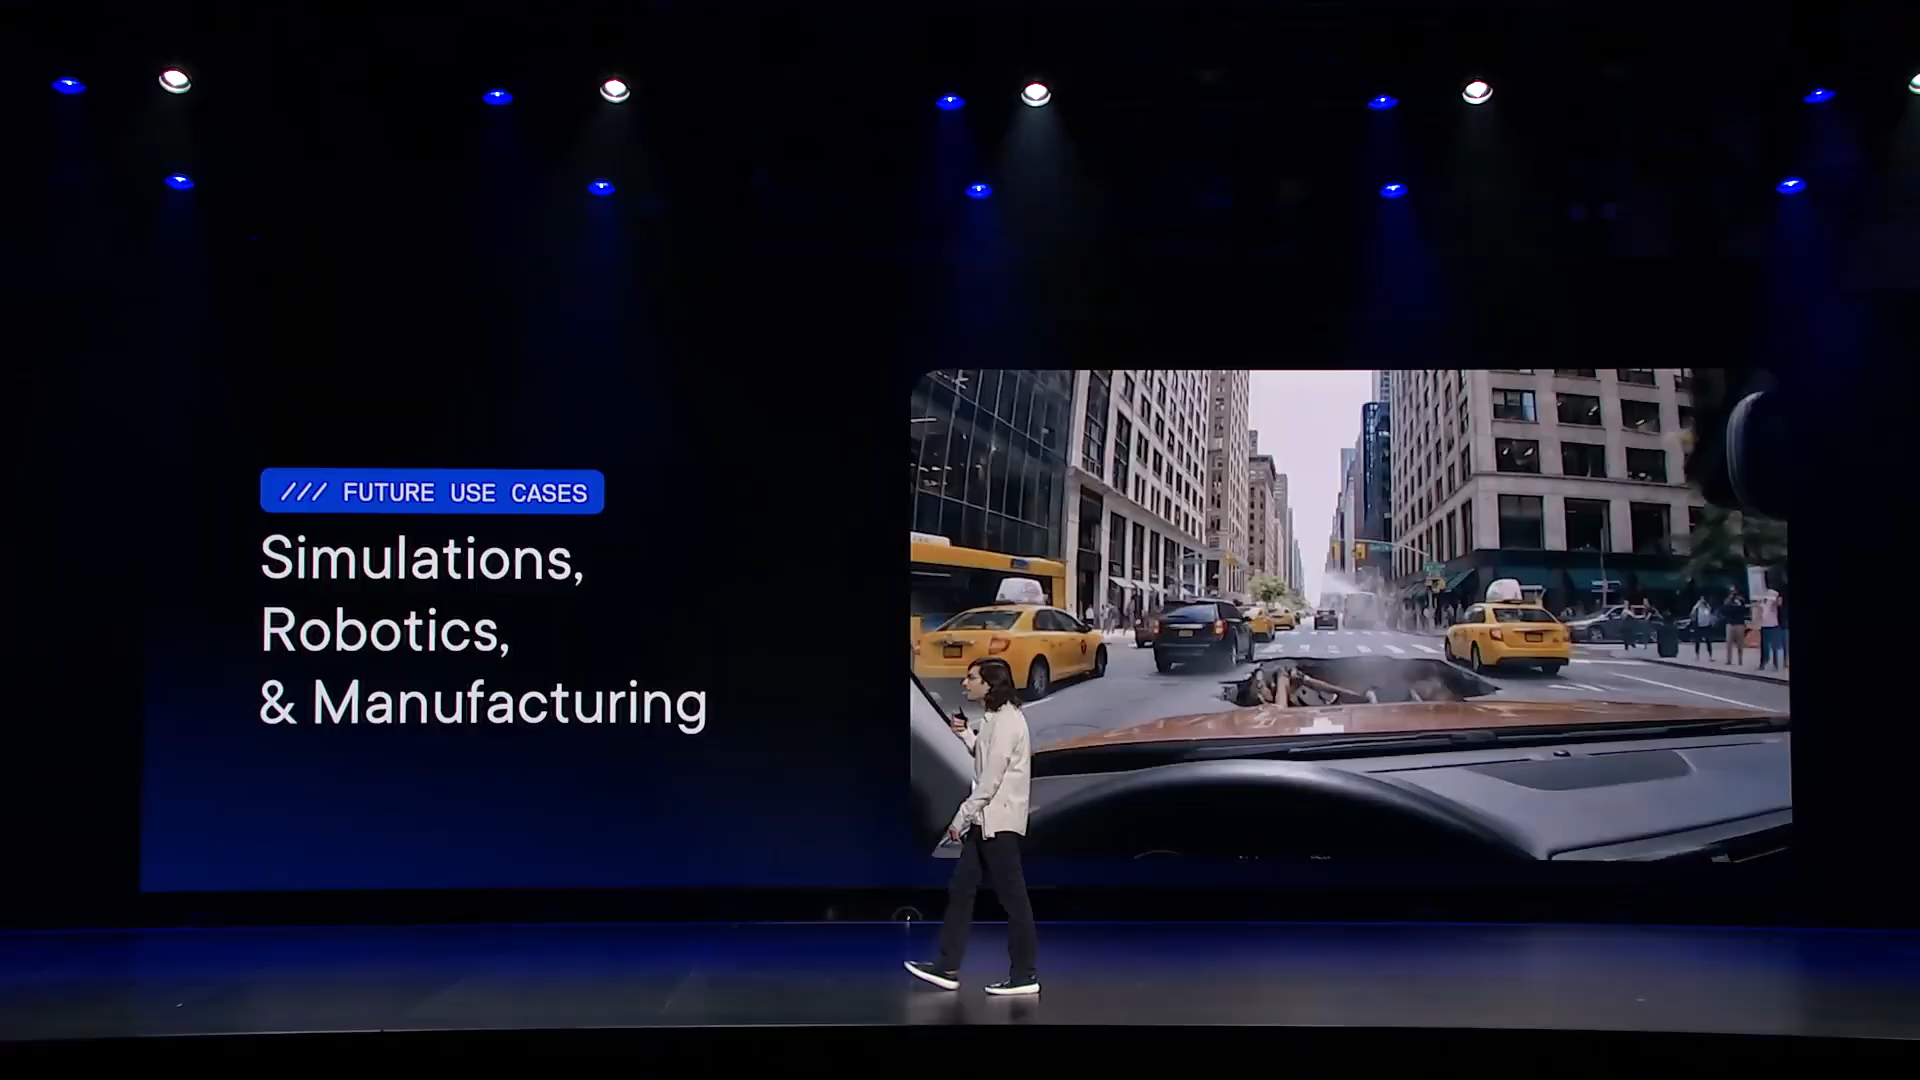 /// FUTURE USE CASES
Simulations,
Robotics,
& Manufacturing